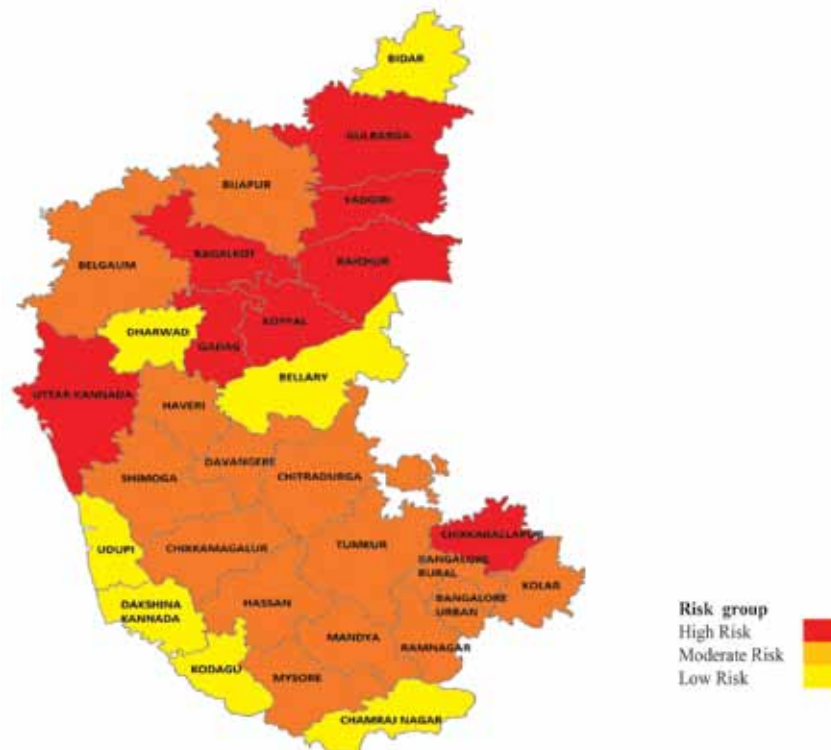 BIDAR
GULBARGA
BIJAPUR
YADGIRI
BAGALKOT
RAICHUR
BELGAUM
DHARWAD
KOPPAL
GADAG
BELLARY
UTTAR KANNADA
HAVERI
DAVANGERE
SHIMOGA
CHITRADURGA
CHIKKABALLAPUR
UDUPI
CHIKKAMAGALUR
TUMKUR
BANGALORE
RURAL
KOLAR
DAKSHINA
KANNADA
HASSAN
BANGALORE
URBAN
MANDYA
RAMNAGAR
KODAGU
MYSORE
CHAMRAJ NAGAR
Risk group
High Risk
Moderate Risk
Low Risk